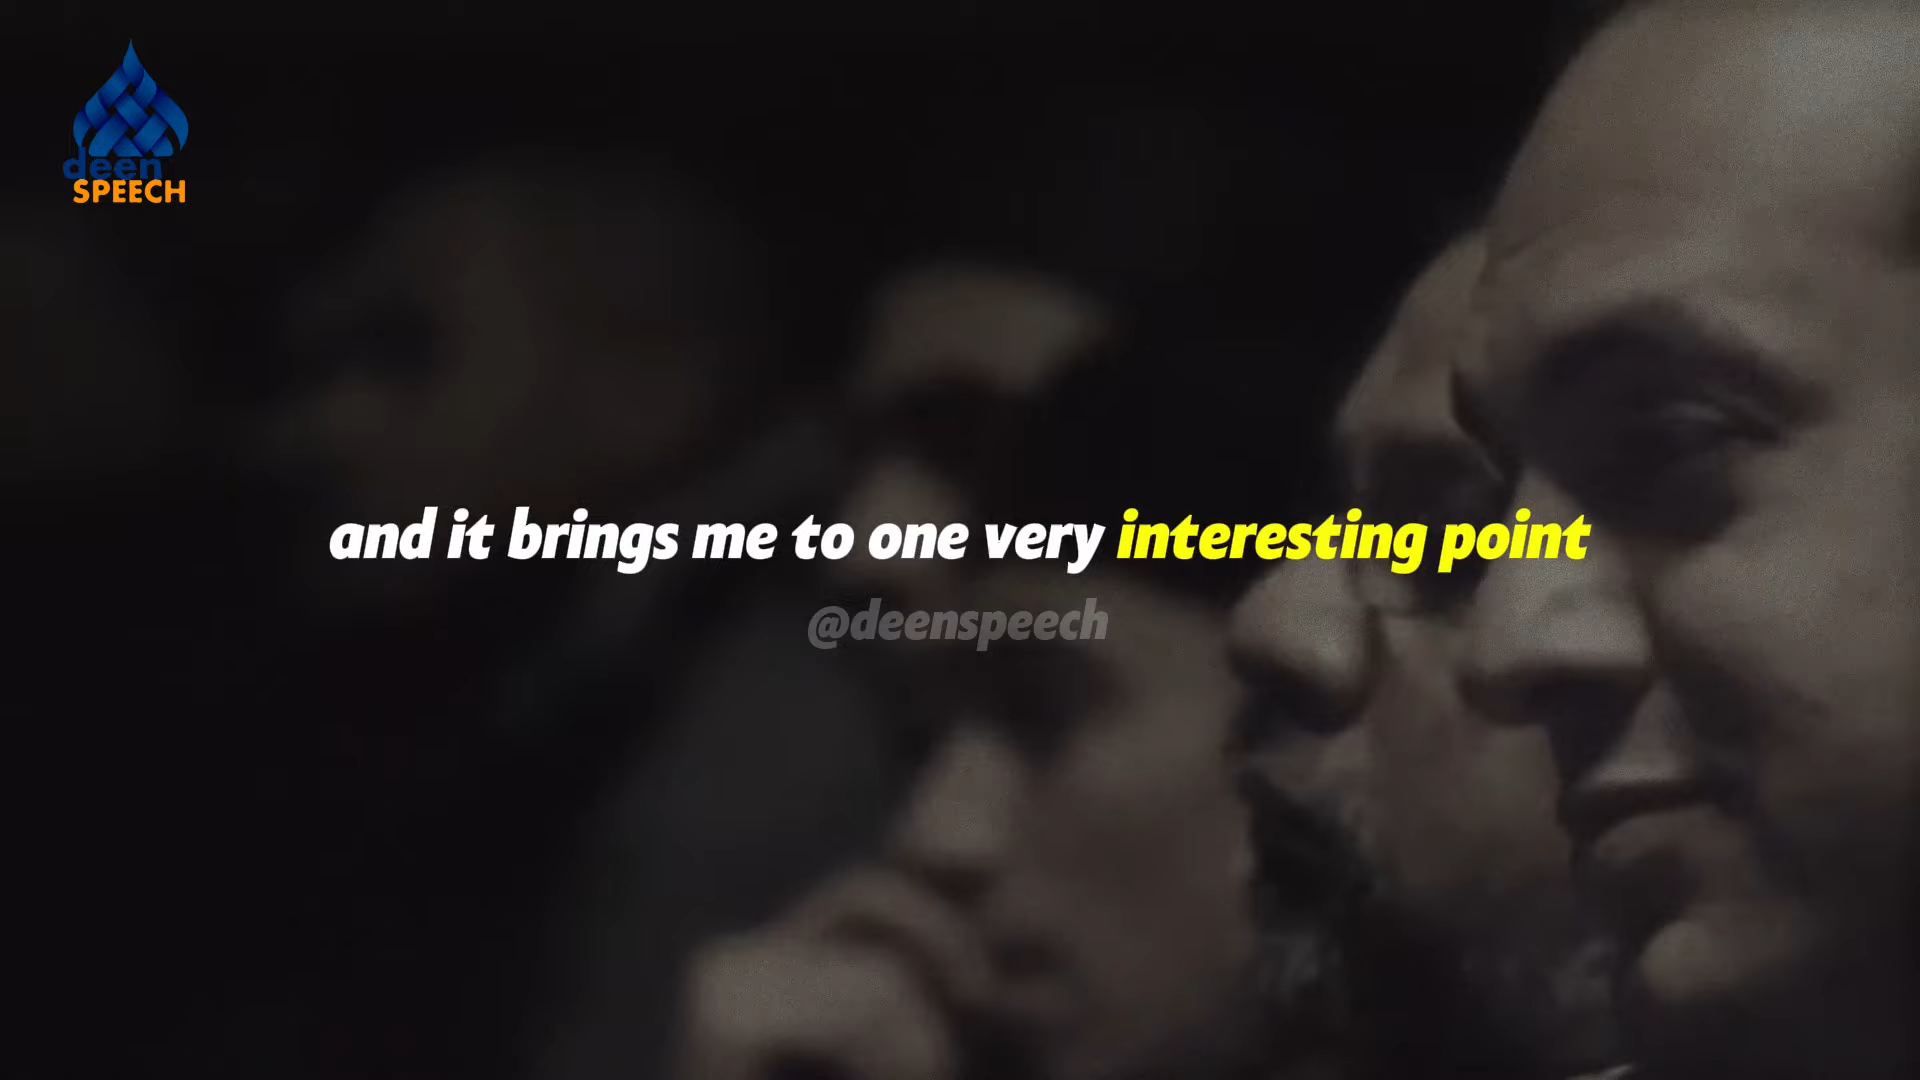 deen
SPEECH
and it brings me to one very interesting point
@deenspeech